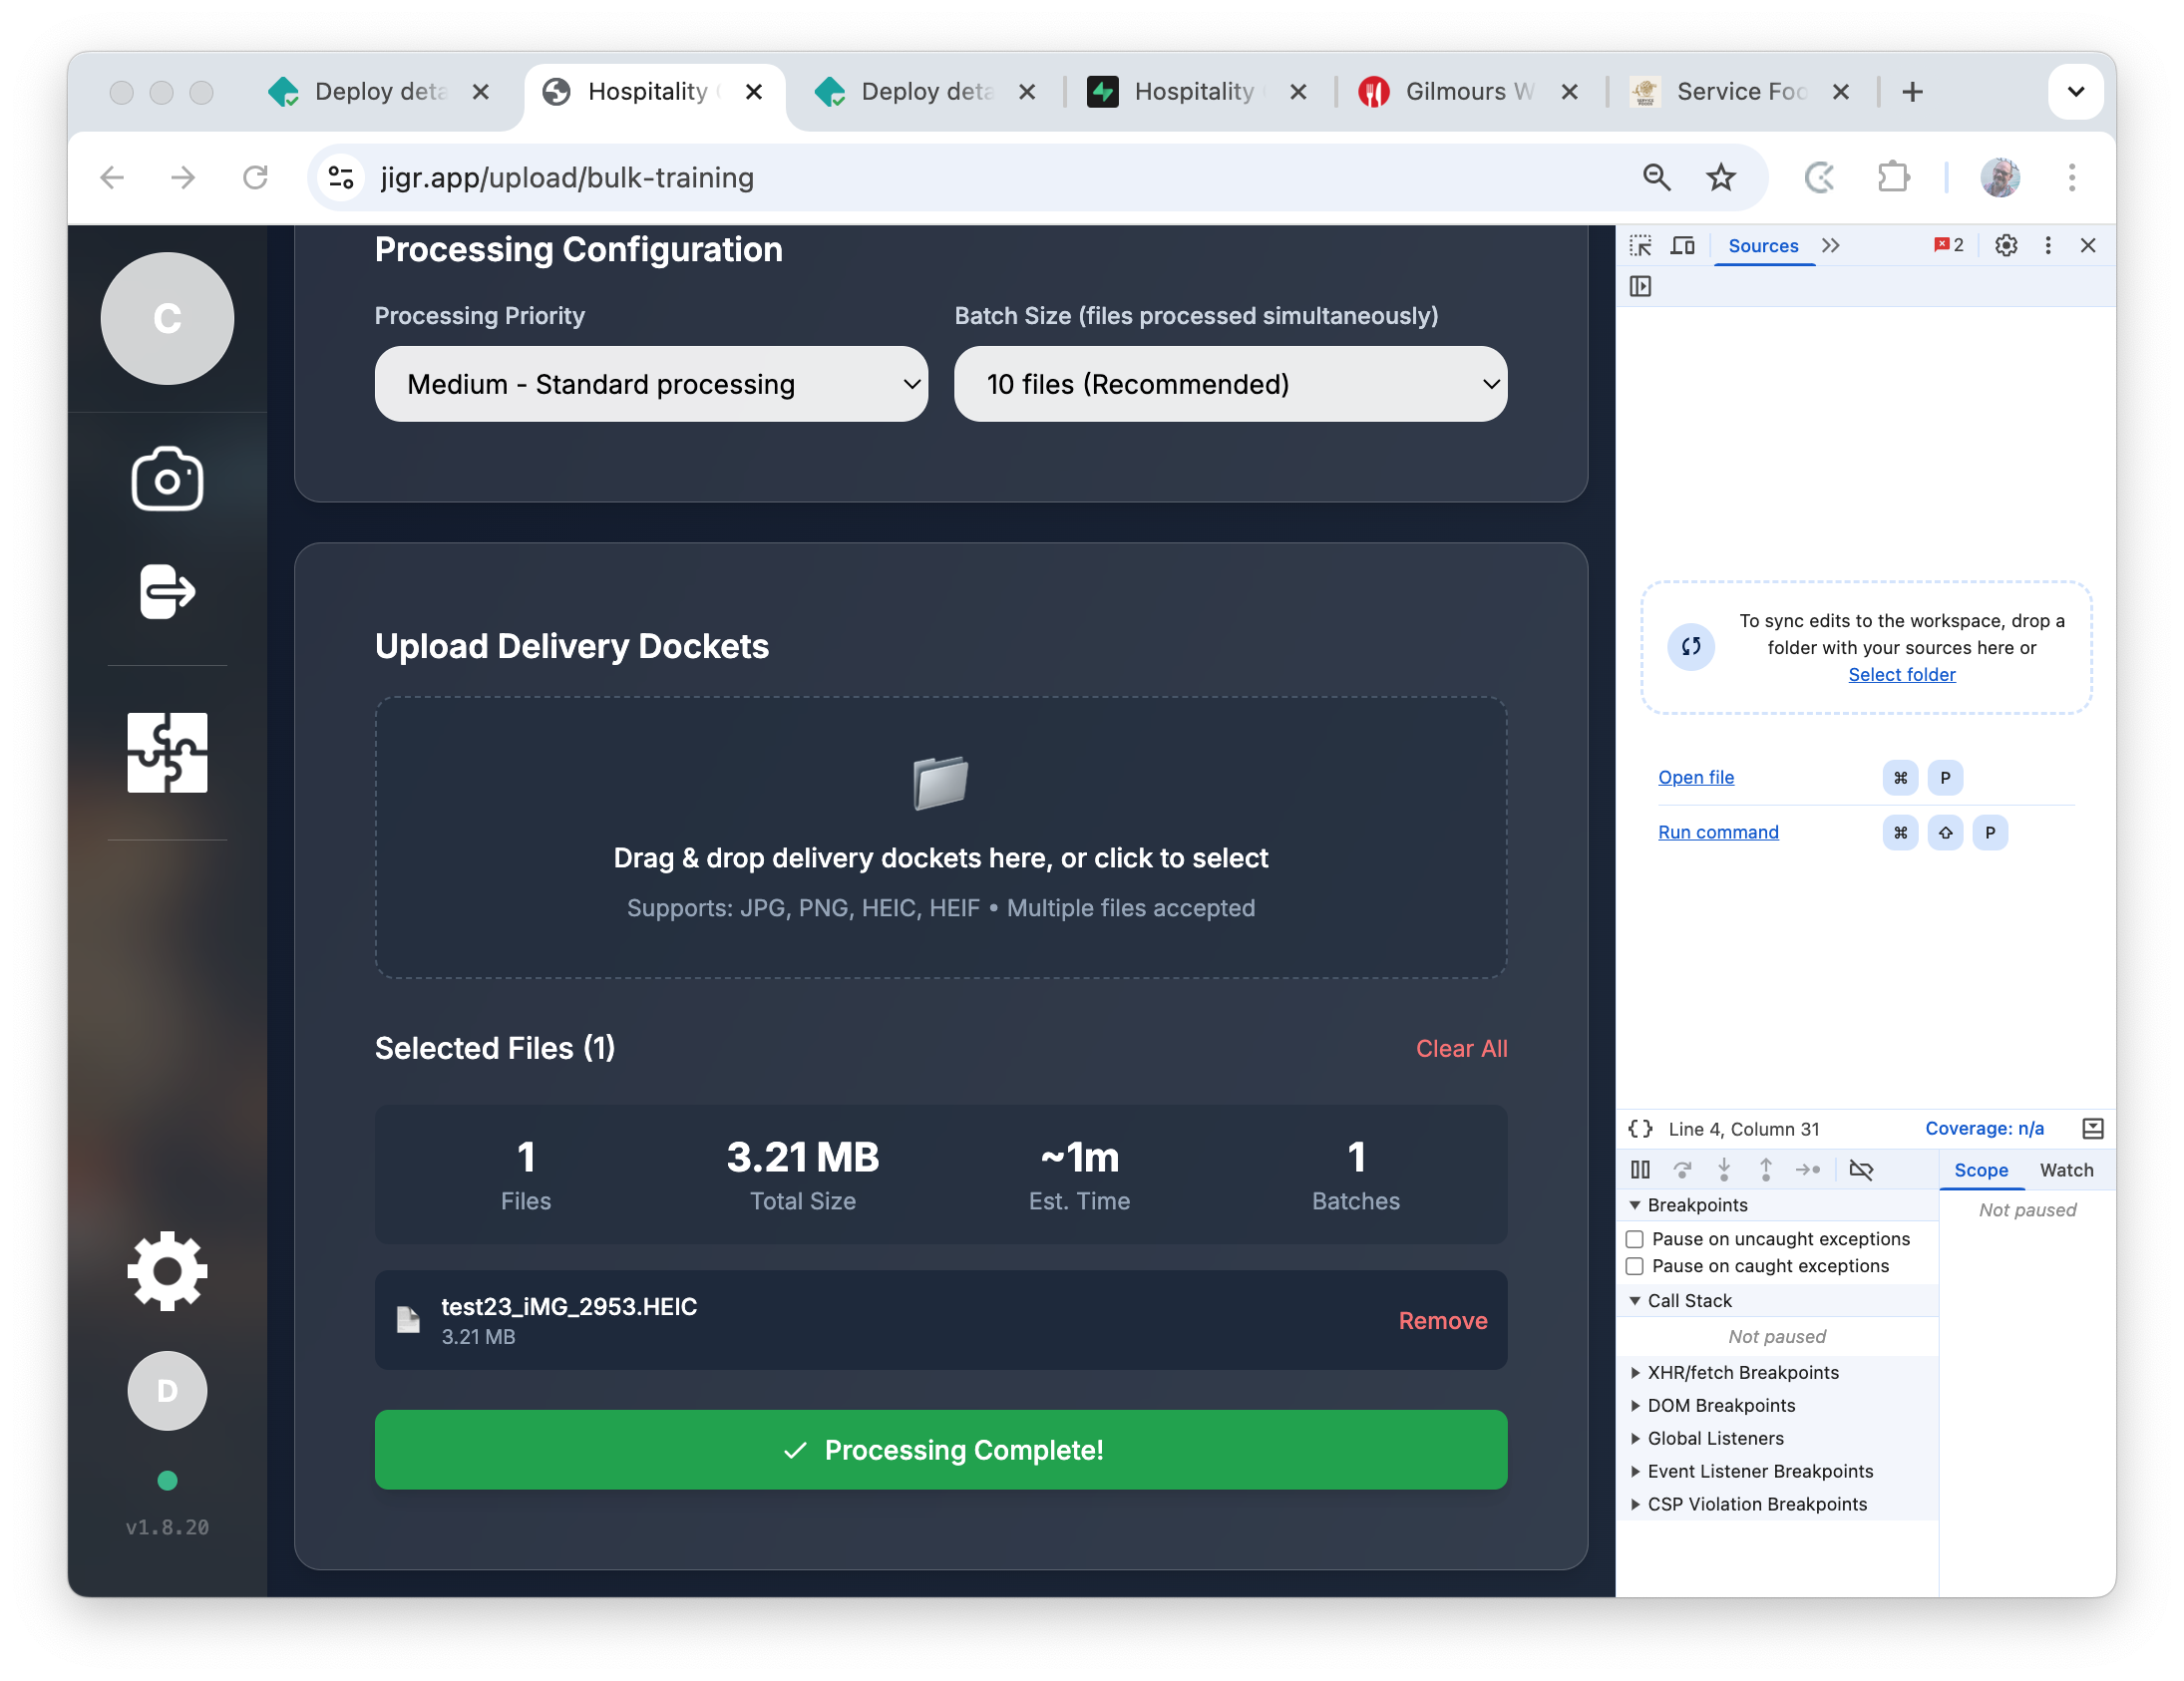 Deploy deta
Hospitality
Deploy deta
Hospitality
Gilmours W
Service Foo
jigr.app/upload/bulk-training
C
D
v1.8.20
Processing Configuration
Processing Priority
Batch Size (files processed simultaneously)
Medium - Standard processing
10 files (Recommended)
Upload Delivery Dockets
Drag & drop delivery dockets here, or click to select
Supports: JPG, PNG, HEIC, HEIF • Multiple files accepted
Selected Files (1)
Clear All
1
Files
3.21 MB
Total Size
~1m
Est. Time
1
Batches
test23_iMG_2953.HEIC
3.21 MB
Remove
✓ Processing Complete!
Sources
2
To sync edits to the workspace, drop a
folder with your sources here or
Select folder
Open file
⌘ P
Run command
⌘ ⇧ P
{} Line 4, Column 31
Coverage: n/a
Scope
Watch
Breakpoints
Not paused
Pause on uncaught exceptions
Pause on caught exceptions
Call Stack
Not paused
XHR/fetch Breakpoints
DOM Breakpoints
Global Listeners
Event Listener Breakpoints
CSP Violation Breakpoints